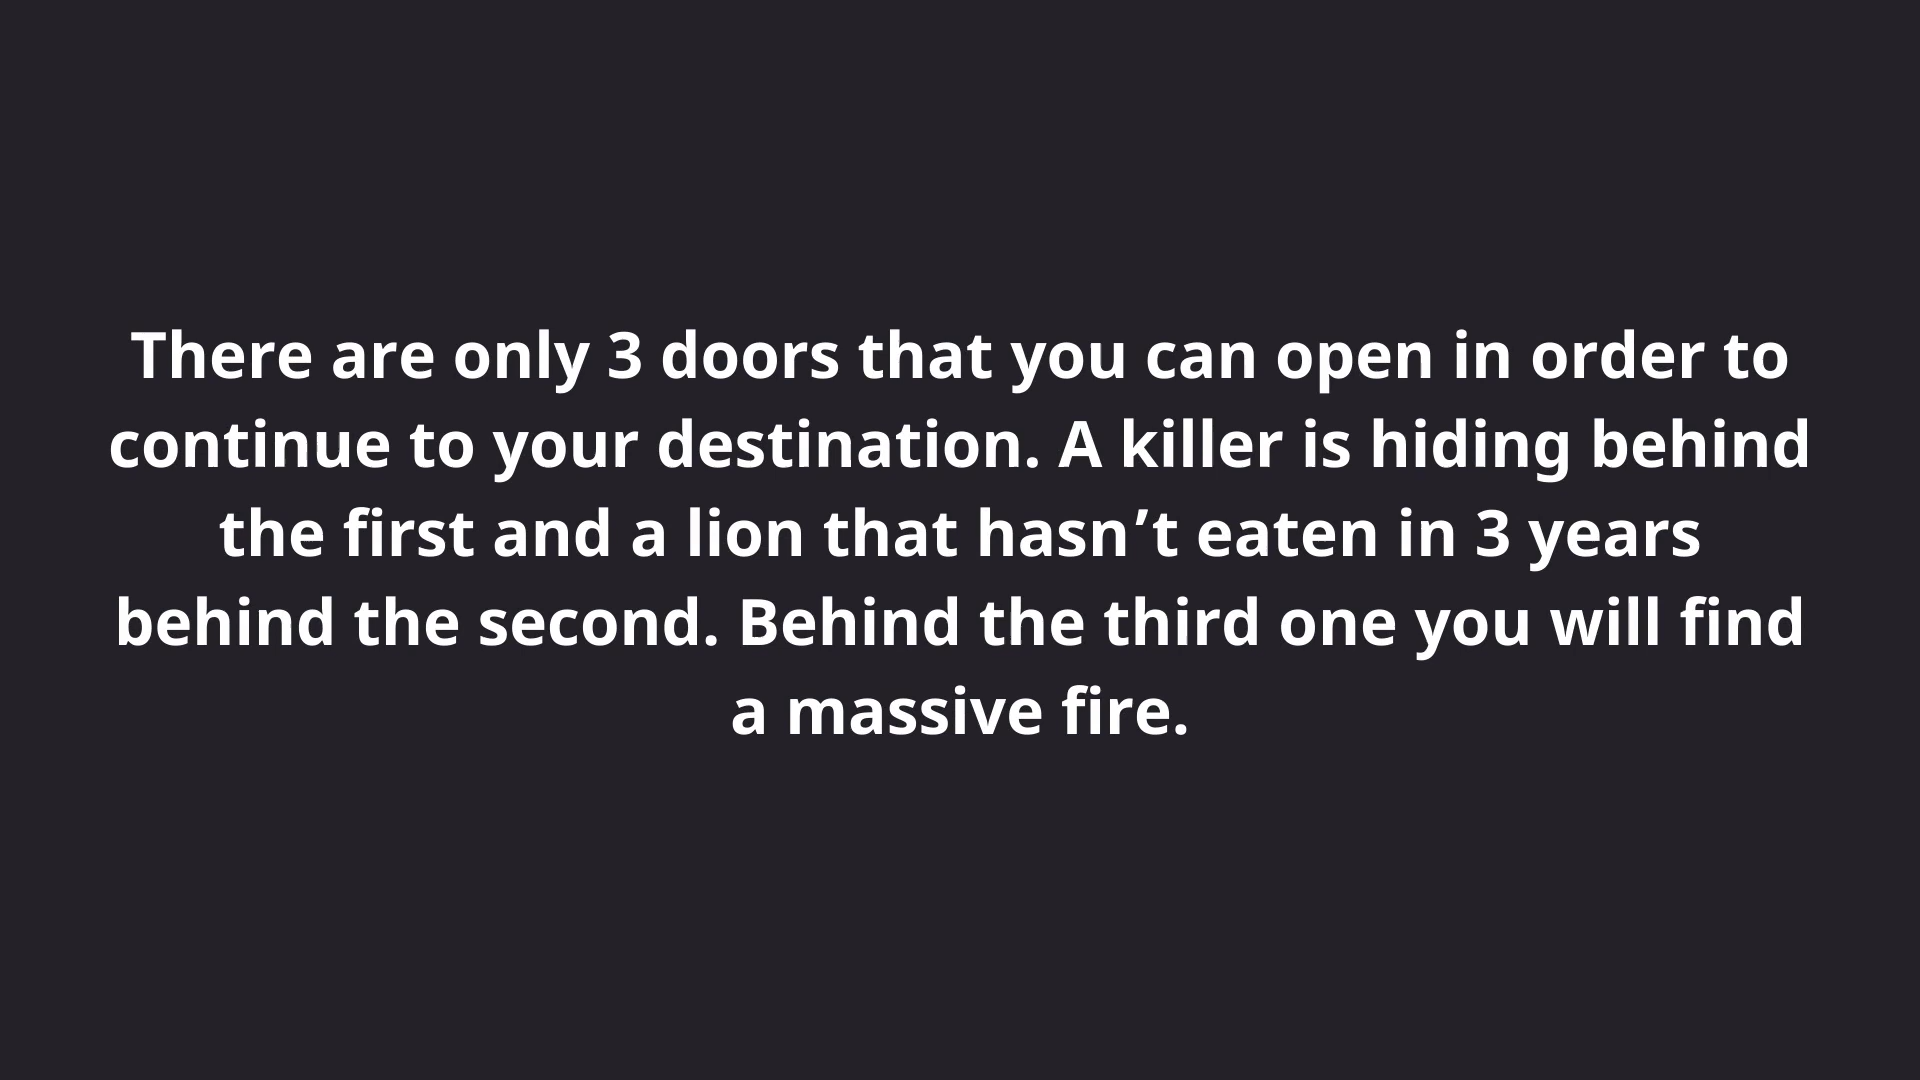 There are only 3 doors that you can open in order to
continue to your destination. A killer is hiding behind
the first and a lion that hasn’t eaten in 3 years
behind the second. Behind the third one you will find
a massive fire.